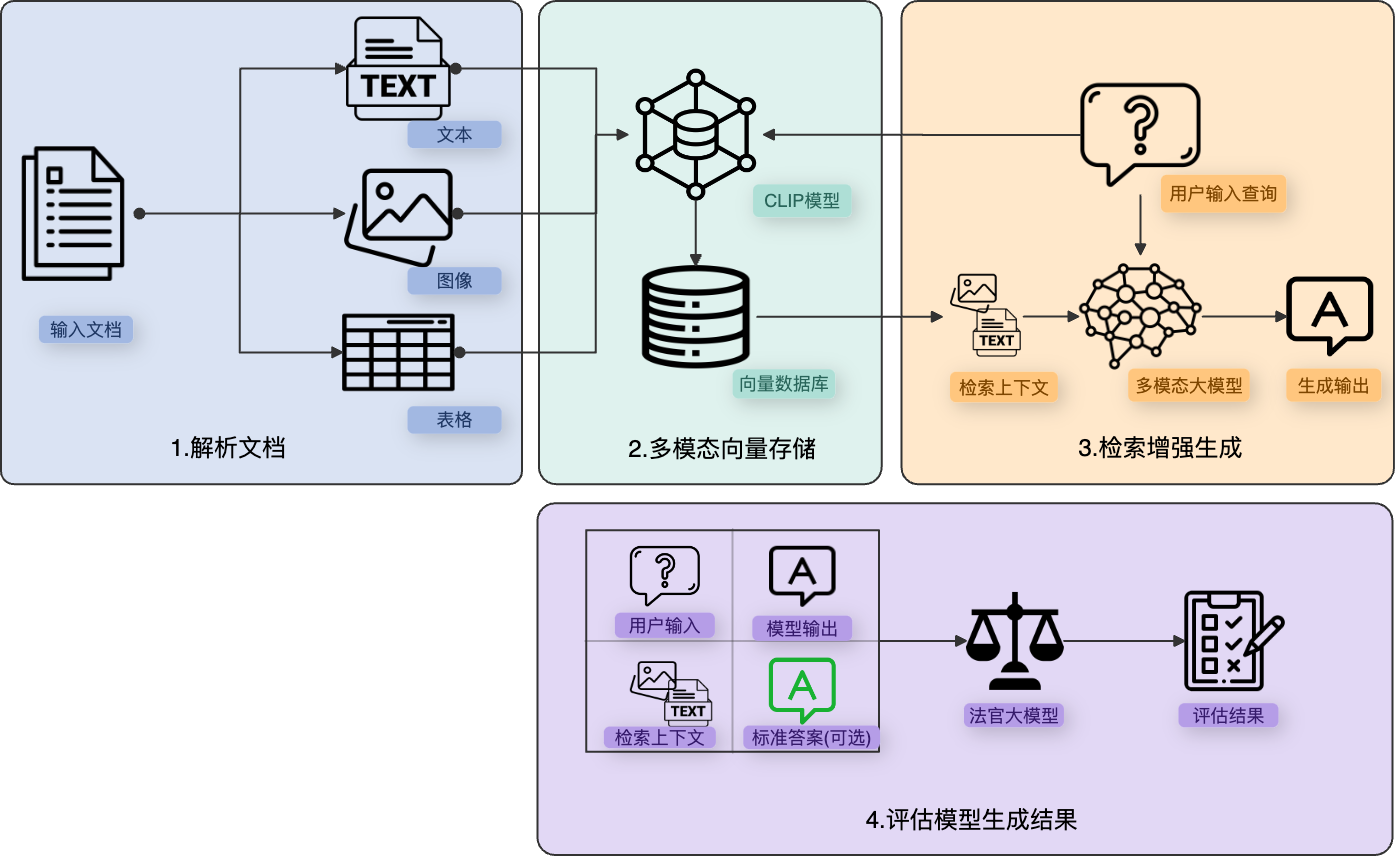 TEXT
文本
图像
输入文档
表格
1.解析文档
CLIP模型
向量数据库
2.多模态向量存储
用户输入查询
TEXT
检索上下文
多模态大模型
生成输出
3.检索增强生成
用户输入
模型输出
TEXT
检索上下文
标准答案(可选)
法官大模型
评估结果
4.评估模型生成结果